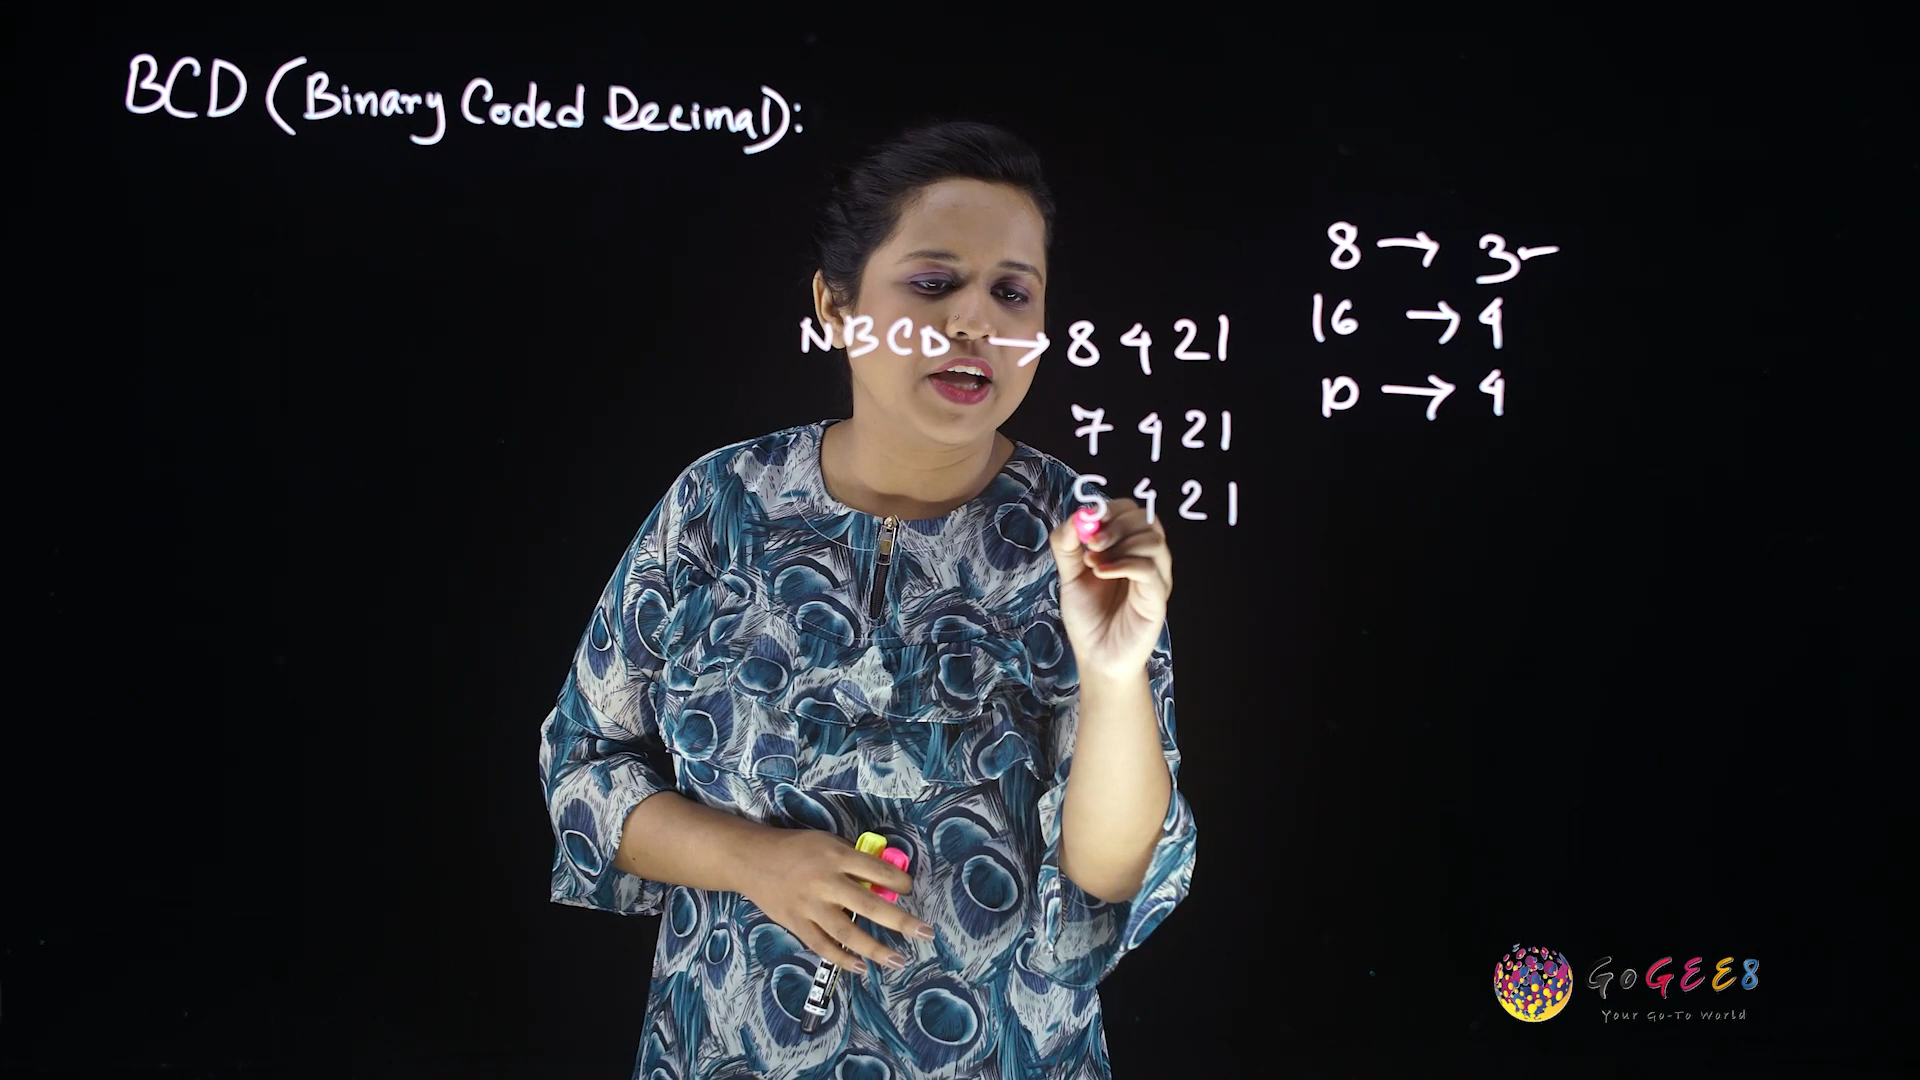 BCD (Binary Coded Decimal):
NBCD → 8 4 2 1
7 4 2 1
5 4 2 1
8 → 3
16 → 4
10 → 4
GoGEE8
Your Go-To World